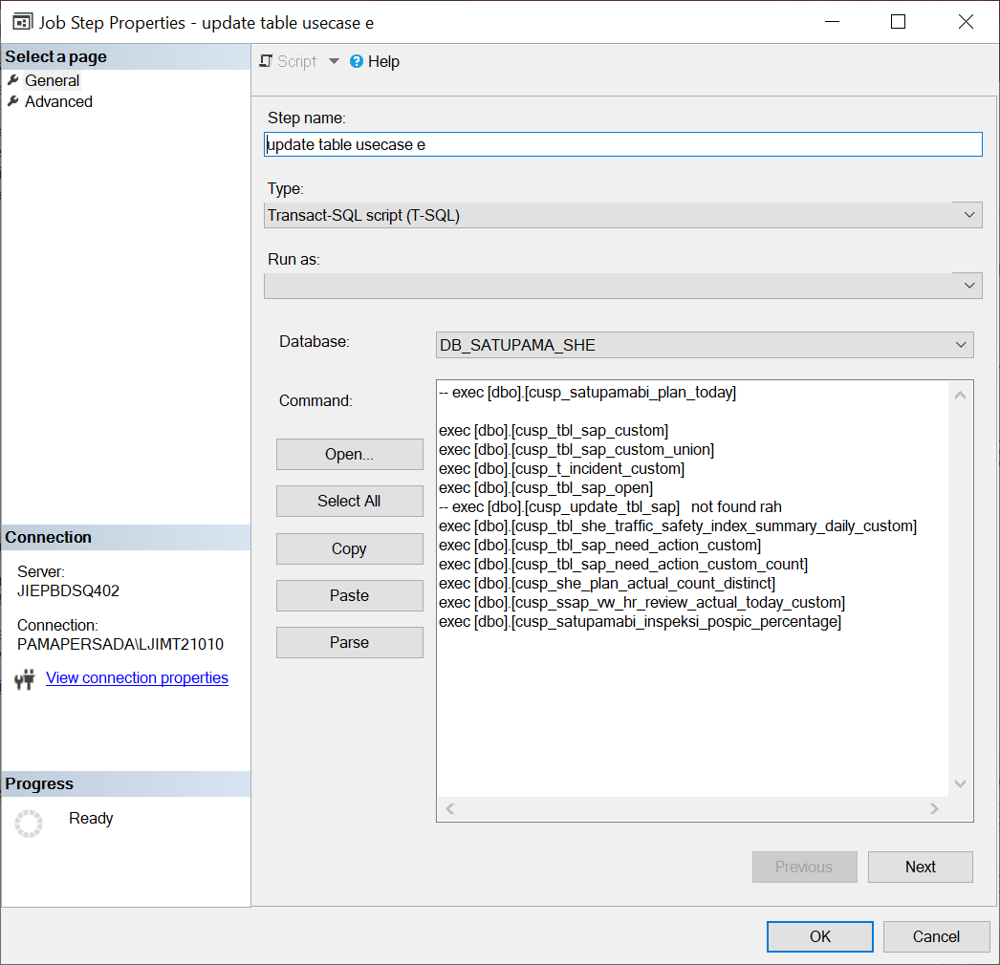 Job Step Properties - update table usecase e
Select a page
General
Advanced
Script
Help
Step name:
update table usecase e
Type:
Transact-SQL script (T-SQL)
Run as:
Database:
DB_SATUPAMA_SHE
Command:
-- exec [dbo].[cusp_satupamabi_plan_today]
exec [dbo].[cusp_tbl_sap_custom]
exec [dbo].[cusp_tbl_sap_custom_union]
exec [dbo].[cusp_t_incident_custom]
exec [dbo].[cusp_tbl_sap_open]
-- exec [dbo].[cusp_update_tbl_sap]   not found rah
exec [dbo].[cusp_tbl_she_traffic_safety_index_summary_daily_custom]
exec [dbo].[cusp_tbl_sap_need_action_custom]
exec [dbo].[cusp_tbl_sap_need_action_custom_count]
exec [dbo].[cusp_she_plan_actual_count_distinct]
exec [dbo].[cusp_ssap_vw_hr_review_actual_today_custom]
exec [dbo].[cusp_satupamabi_inspeksi_pospic_percentage]
Open...
Select All
Copy
Paste
Parse
Connection
Server:
JIEPBDSQ402
Connection:
PAMAPERSADA\LJIMT21010
View connection properties
Progress
Ready
Previous
Next
OK
Cancel